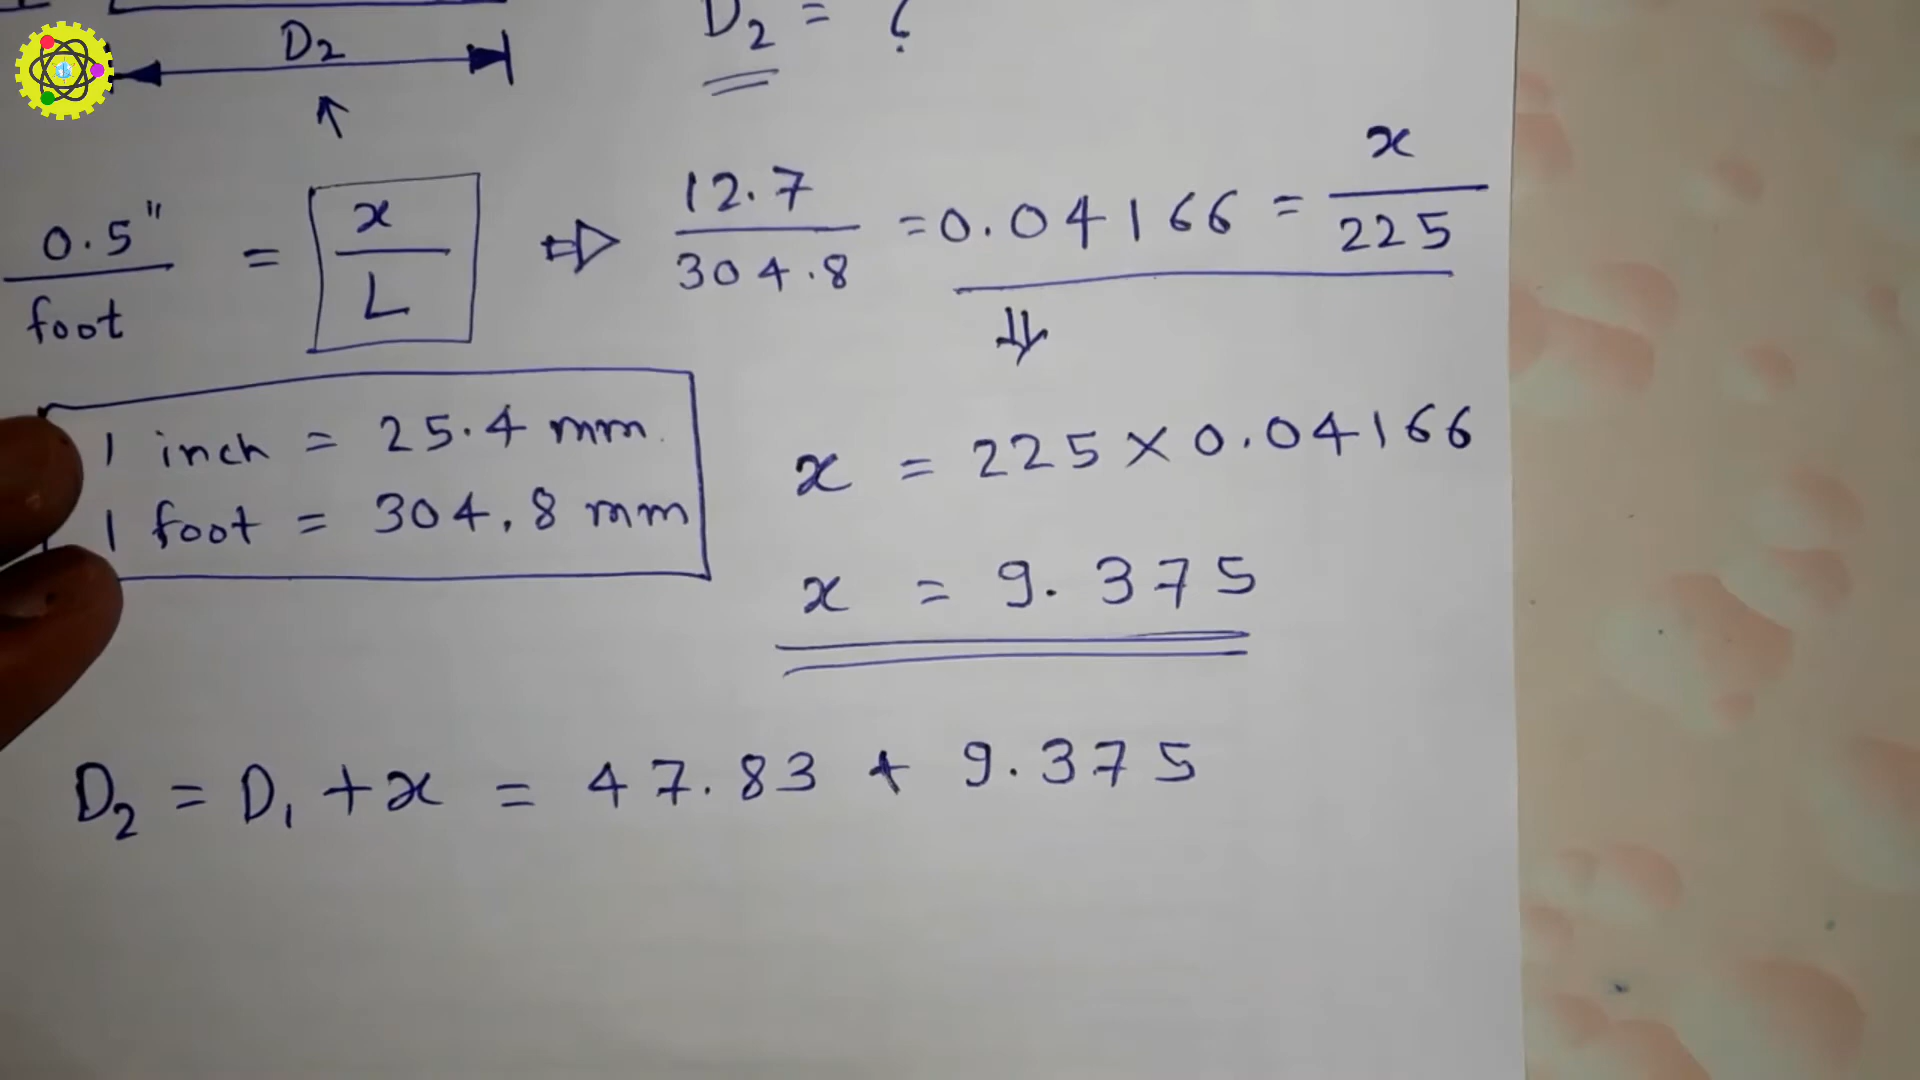 D2
D2 = ?
0.5" / foot = x / L ⇨ 12.7 / 304.8 = 0.04166 = x / 225
⇓
1 inch = 25.4 mm.
1 foot = 304.8 mm
x = 225 × 0.04166
x = 9.375
D2 = D1 + x = 47.83 + 9.375